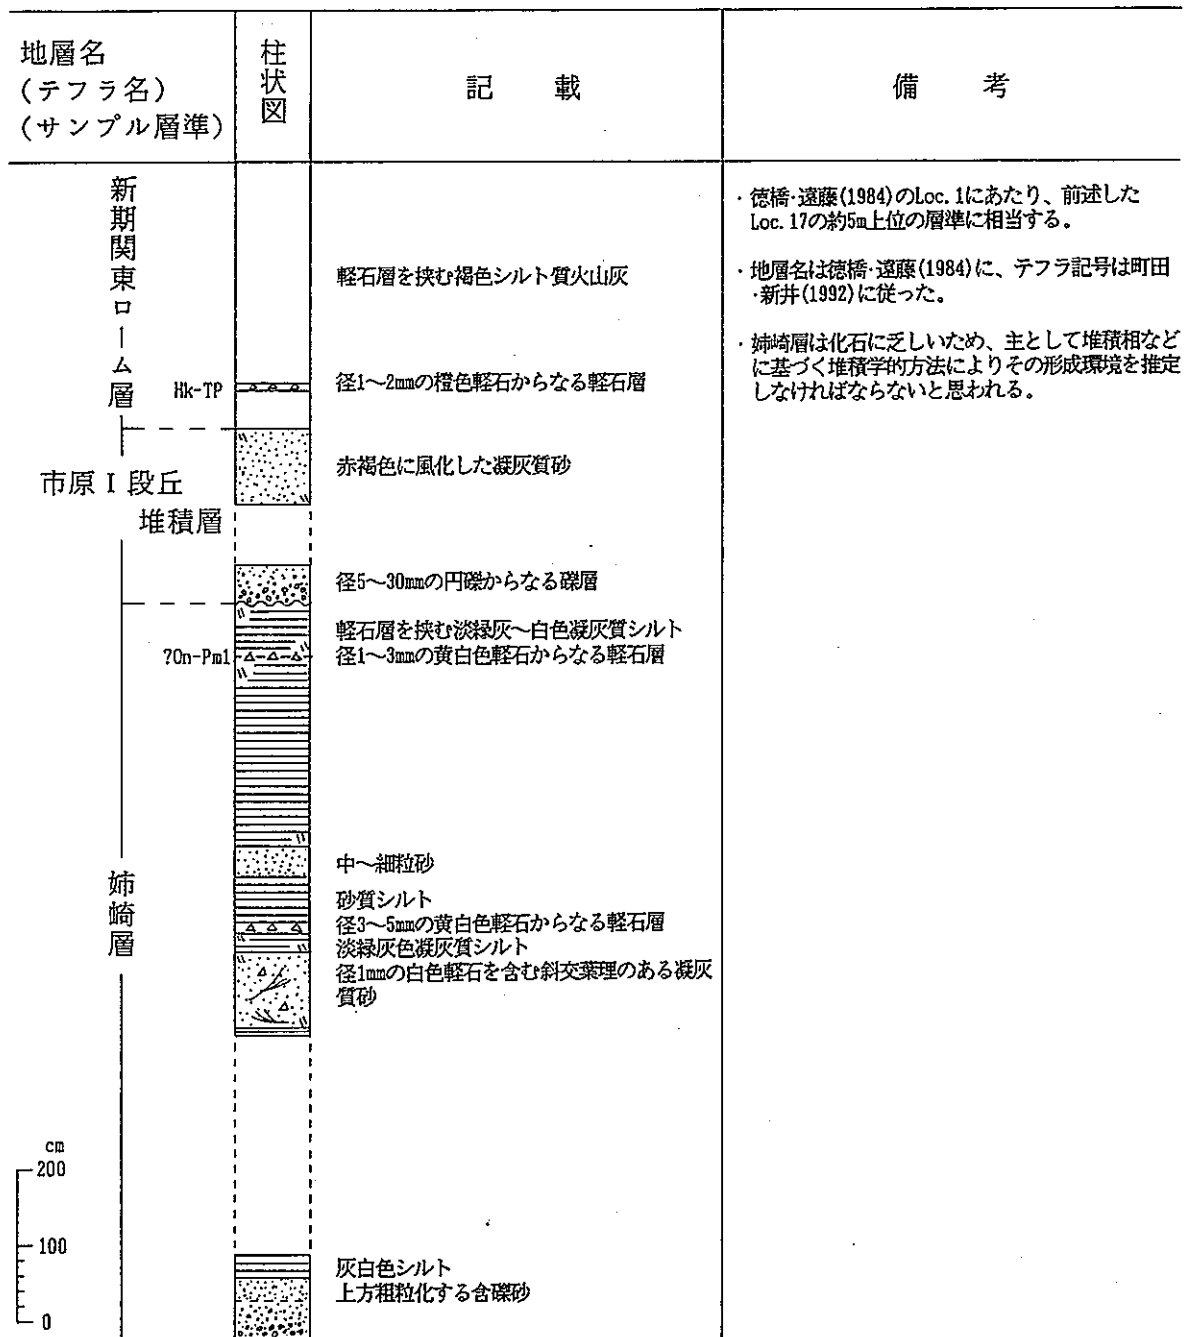 地層名
(テフラ名)
(サンプル層準)
柱状図
記　載
備　考
新期関東ローム層
軽石層を挟む褐色シルト質火山灰
Hk-TP
径1～2mmの橙色軽石からなる軽石層
赤褐色に風化した凝灰質砂
市原Ⅰ段丘
堆積層
径5～30mmの円礫からなる礫層
軽石層を挟む淡緑灰～白色凝灰質シルト
?On-Pm1
径1～3mmの黄白色軽石からなる軽石層
中～細粒砂
砂質シルト
径3～5mmの黄白色軽石からなる軽石層
淡緑灰色凝灰質シルト
径1mmの白色軽石を含む斜交葉理のある凝灰
質砂
姉崎層
灰白色シルト
上方粗粒化する含礫砂
cm
200
100
0
・徳橋･遠藤(1984)のLoc.1にあたり、前述した
Loc.17の約5m上位の層準に相当する。
・地層名は徳橋･遠藤(1984)に、テフラ記号は町田
･新井(1992)に従った。
・姉崎層は化石に乏しいため、主として堆積相など
に基づく堆積学的方法によりその形成環境を推定
しなければならないと思われる。